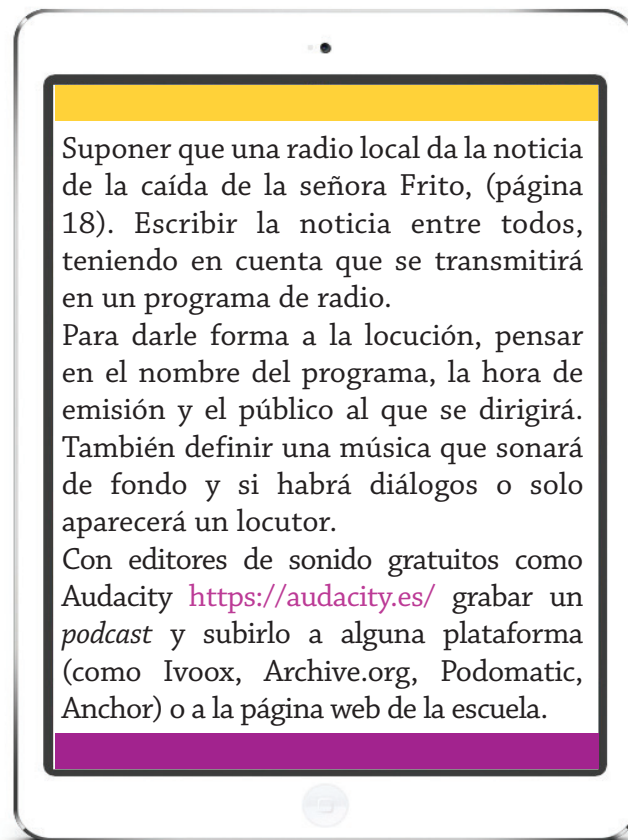 Suponer que una radio local da la noticia
de la caída de la señora Frito, (página
18). Escribir la noticia entre todos,
teniendo en cuenta que se transmitirá
en un programa de radio.
Para darle forma a la locución, pensar
en el nombre del programa, la hora de
emisión y el público al que se dirigirá.
También definir una música que sonará
de fondo y si habrá diálogos o solo
aparecerá un locutor.
Con editores de sonido gratuitos como
Audacity https://audacity.es/ grabar un
podcast y subirlo a alguna plataforma
(como Ivoox, Archive.org, Podomatic,
Anchor) o a la página web de la escuela.